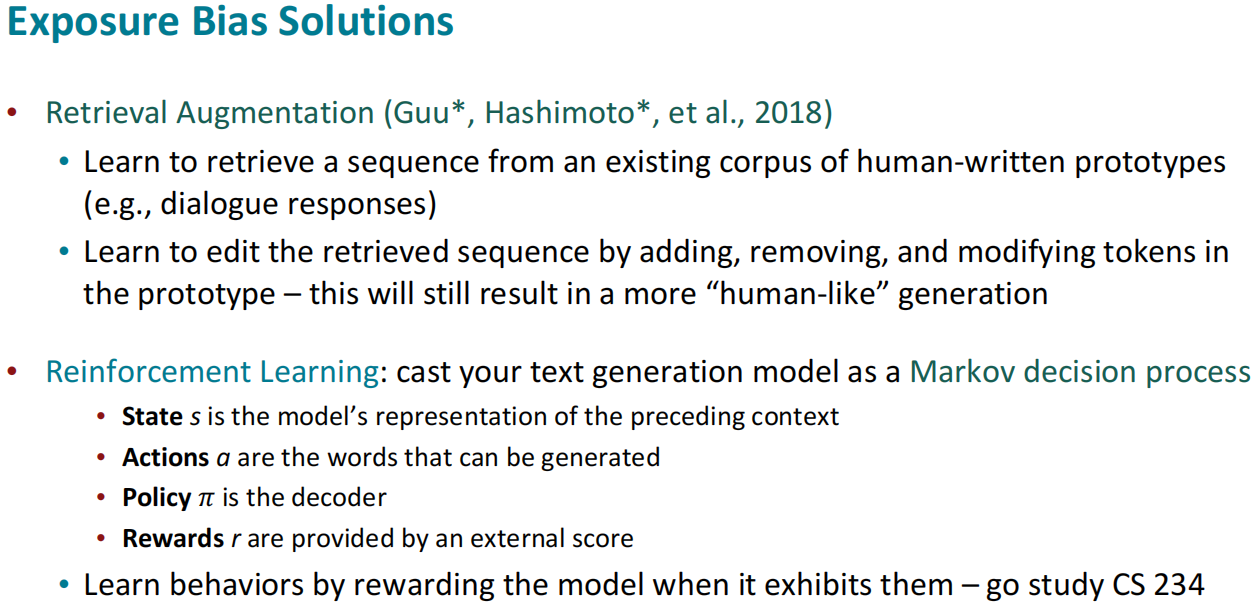 Exposure Bias Solutions
• Retrieval Augmentation (Guu*, Hashimoto*, et al., 2018)
• Learn to retrieve a sequence from an existing corpus of human-written prototypes
(e.g., dialogue responses)
• Learn to edit the retrieved sequence by adding, removing, and modifying tokens in
the prototype – this will still result in a more “human-like” generation
• Reinforcement Learning: cast your text generation model as a Markov decision process
• State s is the model’s representation of the preceding context
• Actions a are the words that can be generated
• Policy π is the decoder
• Rewards r are provided by an external score
• Learn behaviors by rewarding the model when it exhibits them – go study CS 234